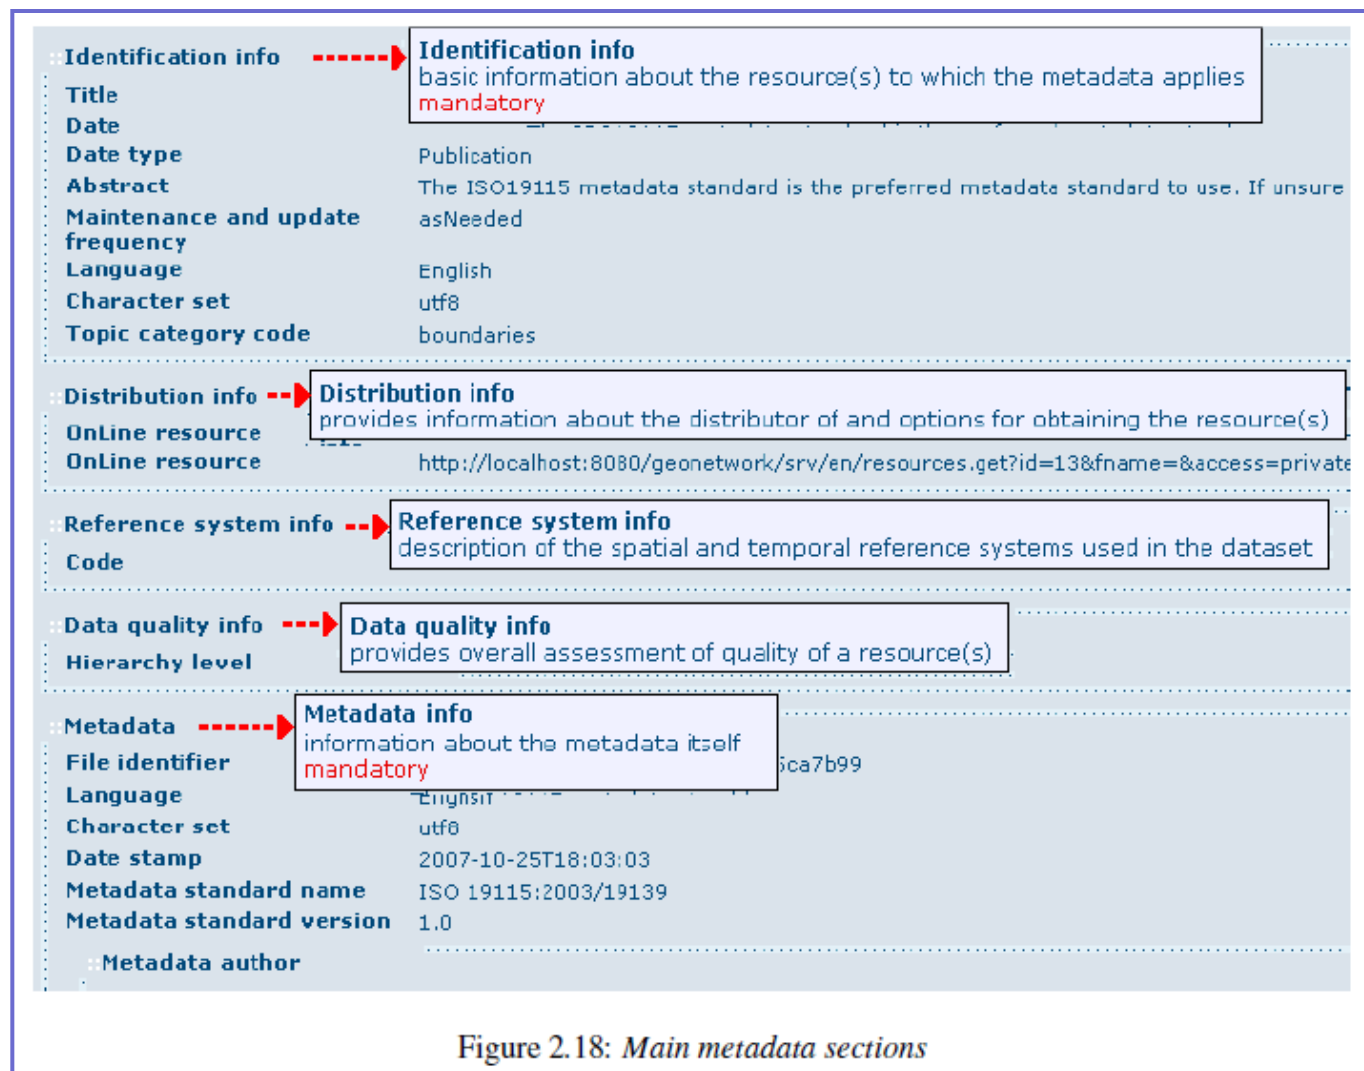 Identification info
Identification info
basic information about the resource(s) to which the metadata applies
mandatory
Title
Date
Date type Publication
Abstract The ISO19115 metadata standard is the preferred metadata standard to use. If unsure
Maintenance and update frequency asNeeded
Language English
Character set utf8
Topic category code boundaries
Distribution info
Distribution info
provides information about the distributor of and options for obtaining the resource(s)
OnLine resource
OnLine resource http://localhost:8080/geonetwork/srv/en/resources.get?id=13&fname=&access=private
Reference system info
Reference system info
description of the spatial and temporal reference systems used in the dataset
Code
Data quality info
Data quality info
provides overall assessment of quality of a resource(s)
Hierarchy level
Metadata
Metadata info
information about the metadata itself
mandatory
File identifier 5ca7b99
Language English
Character set utf8
Date stamp 2007-10-25T18:03:03
Metadata standard name ISO 19115:2003/19139
Metadata standard version 1.0
Metadata author
Figure 2.18: Main metadata sections